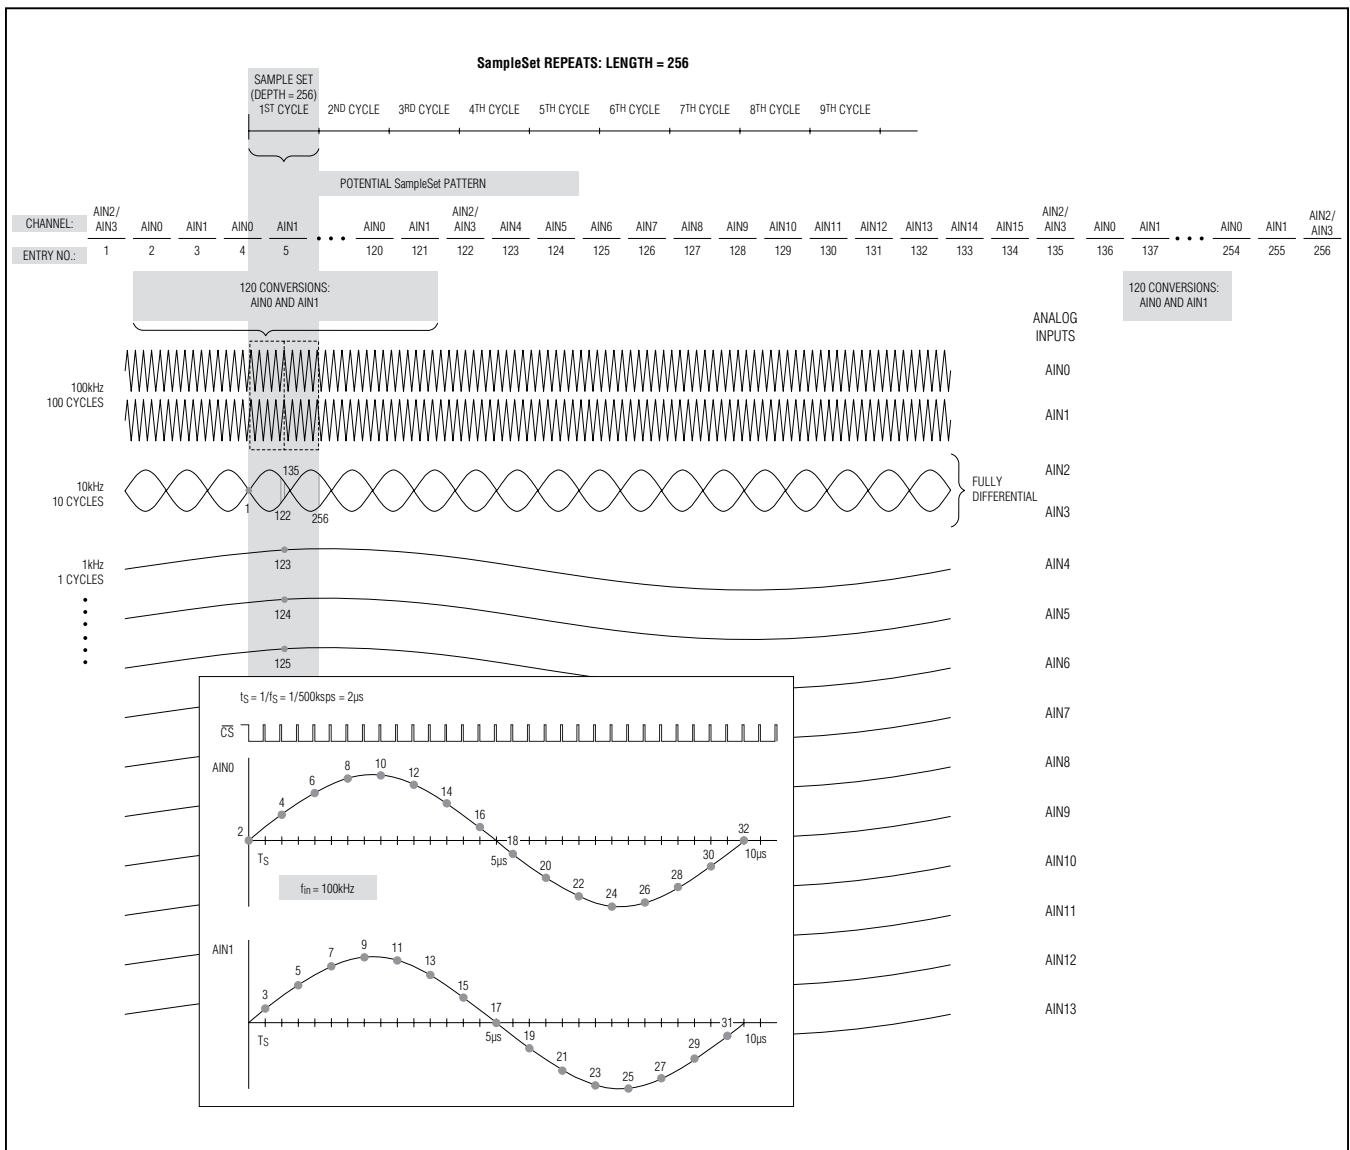 SampleSet REPEATS: LENGTH = 256
SAMPLE SET
(DEPTH = 256)
1ST CYCLE 2ND CYCLE 3RD CYCLE 4TH CYCLE 5TH CYCLE 6TH CYCLE 7TH CYCLE 8TH CYCLE 9TH CYCLE
POTENTIAL SampleSet PATTERN
CHANNEL: AIN2/AIN3 AIN0 AIN1 AIN0 AIN1 • • • AIN0 AIN1 AIN2/AIN3 AIN4 AIN5 AIN6 AIN7 AIN8 AIN9 AIN10 AIN11 AIN12 AIN13 AIN14 AIN15 AIN2/AIN3 AIN0 AIN1 • • • AIN0 AIN1 AIN2/AIN3
ENTRY NO.: 1 2 3 4 5 120 121 122 123 124 125 126 127 128 129 130 131 132 133 134 135 136 137 254 255 256
120 CONVERSIONS:
AIN0 AND AIN1
120 CONVERSIONS:
AIN0 AND AIN1
ANALOG
INPUTS
100kHz
100 CYCLES
AIN0
AIN1
10kHz
10 CYCLES
135
1
122
256
FULLY
DIFFERENTIAL
AIN2
AIN3
1kHz
1 CYCLES
123
AIN4
124
AIN5
125
AIN6
AIN7
AIN8
AIN9
AIN10
AIN11
AIN12
AIN13
tS = 1/fS = 1/500ksps = 2µs
CS
AIN0
2 4 6 8 10 12 14 16 18 20 22 24 26 28 30 32
TS 5µs 10µs
fin = 100kHz
AIN1
3 5 7 9 11 13 15 17 19 21 23 25 27 29 31
TS 5µs 10µs